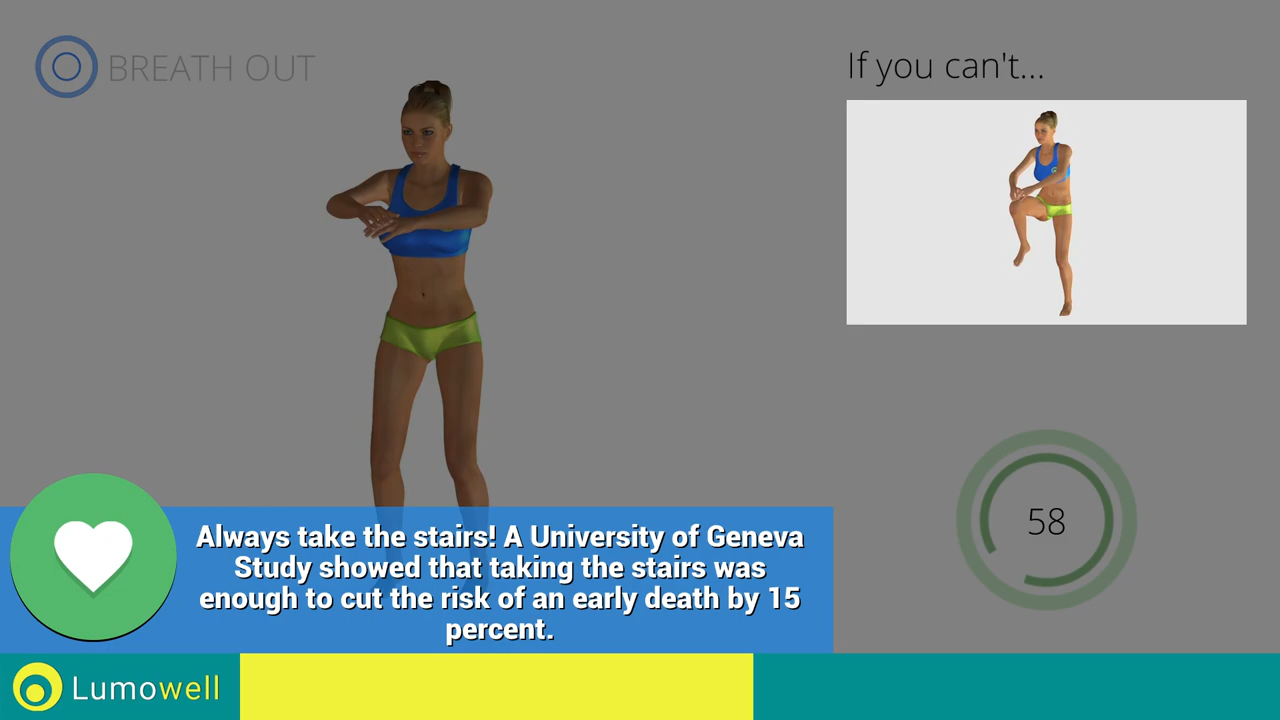 BREATH OUT
If you can't...
58
Always take the stairs! A University of Geneva
Study showed that taking the stairs was
enough to cut the risk of an early death by 15
percent.
Lumowell